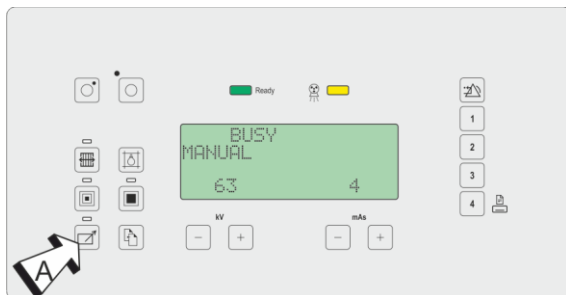 Ready
BUSY
MANUAL
63 4
kV mAs
- + - +
1
2
3
4
A